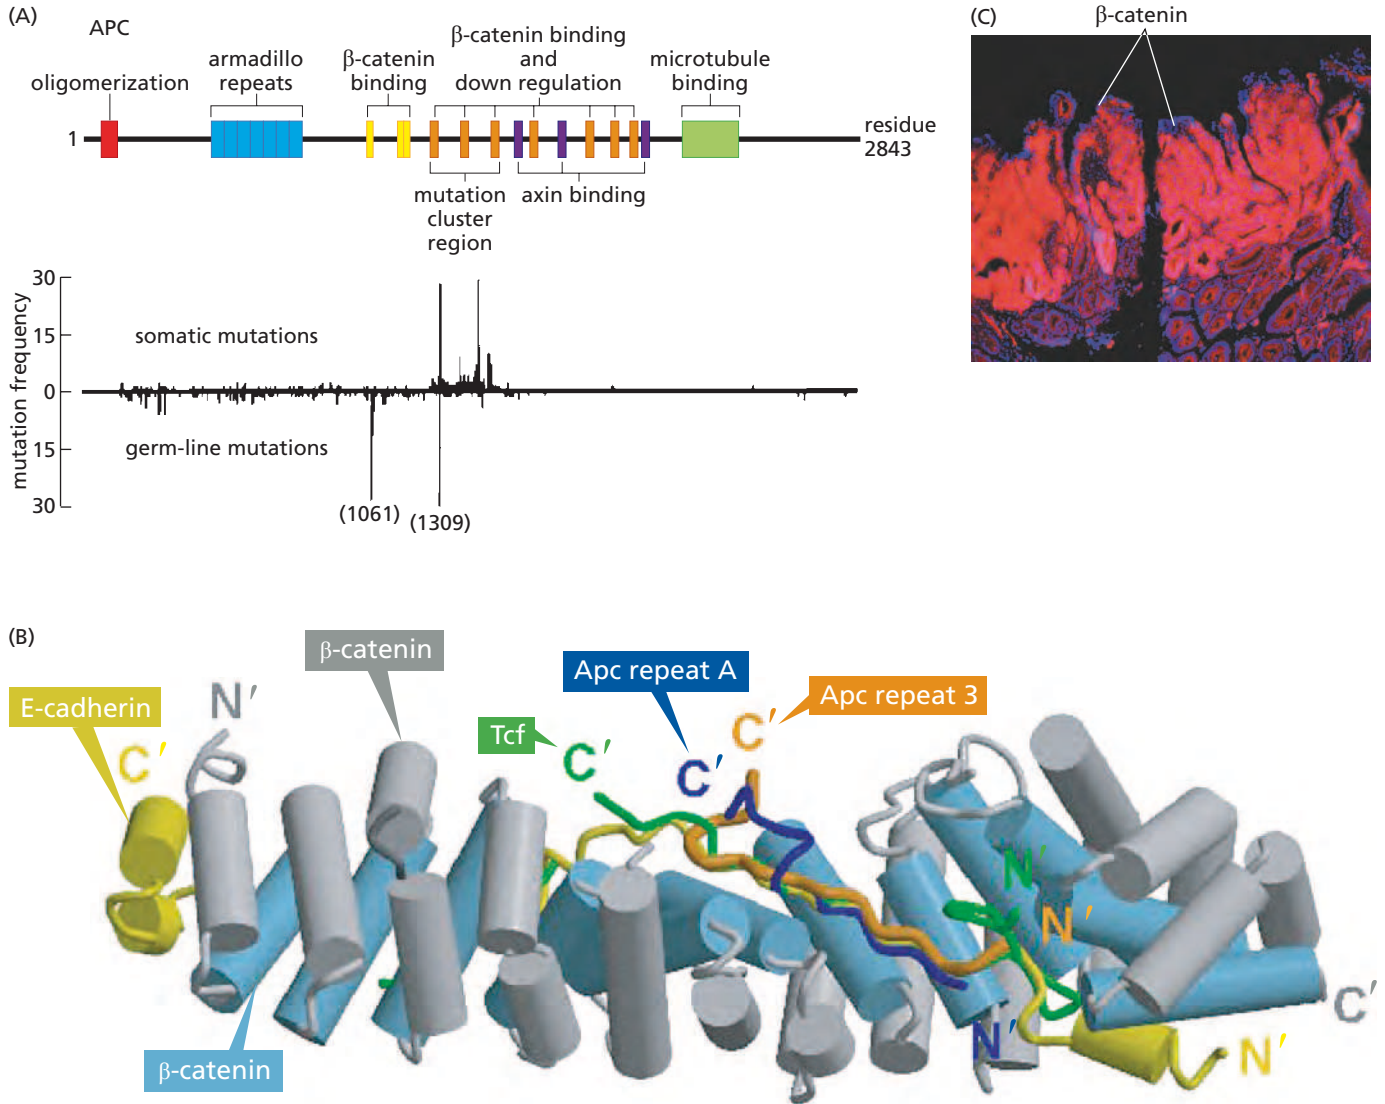 (A)
APC
oligomerization
armadillo
repeats
β-catenin
binding
β-catenin binding
and
down regulation
microtubule
binding
1
residue
2843
mutation
cluster
region
axin binding
mutation frequency
30
15
0
15
30
somatic mutations
germ-line mutations
(1061)
(1309)
(C)
β-catenin
(B)
E-cadherin
β-catenin
Tcf
Apc repeat A
Apc repeat 3
β-catenin
N′
C′
C′
C′
C′
N′
N′
N′
N′
C′